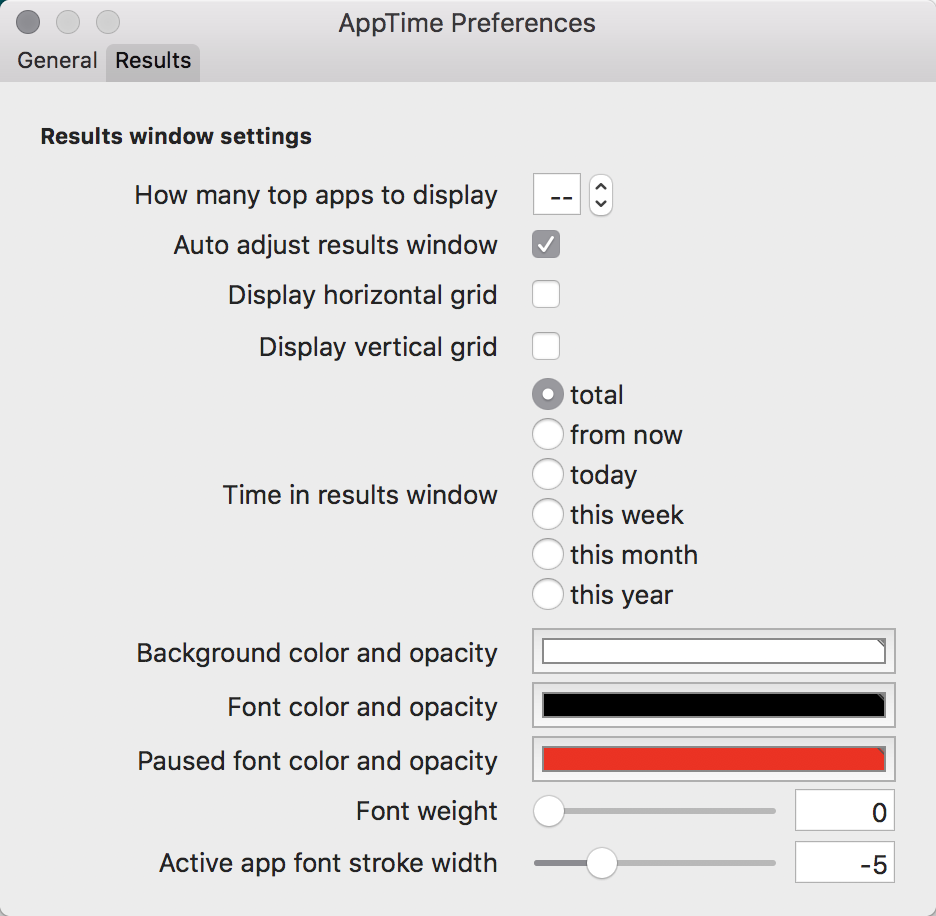 AppTime Preferences
General Results
Results window settings
How many top apps to display --
Auto adjust results window
Display horizontal grid
Display vertical grid
Time in results window
total
from now
today
this week
this month
this year
Background color and opacity
Font color and opacity
Paused font color and opacity
Font weight 0
Active app font stroke width -5